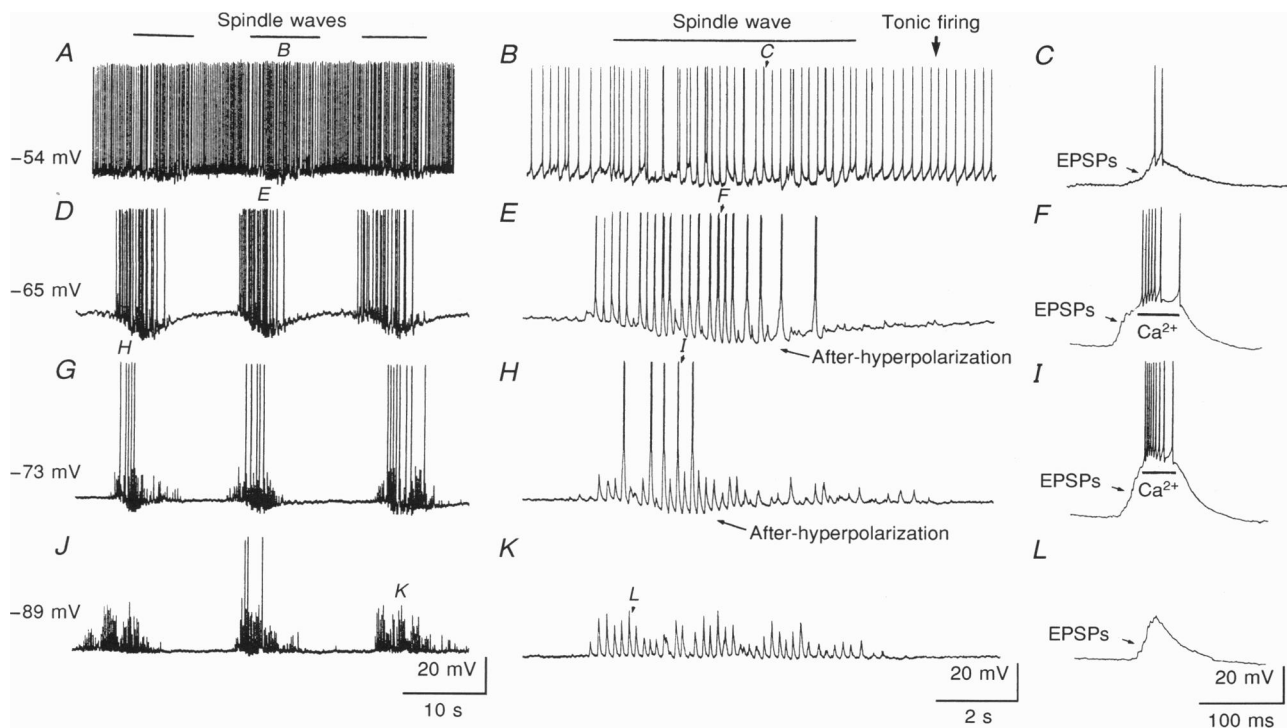 Spindle waves
Spindle wave
Tonic firing
A
B
B
C
C
−54 mV
EPSPs
D
E
E
F
F
−65 mV
EPSPs
Ca²⁺
After-hyperpolarization
G
H
H
I
I
−73 mV
EPSPs
Ca²⁺
After-hyperpolarization
J
K
K
L
L
−89 mV
EPSPs
20 mV
10 s
20 mV
2 s
20 mV
100 ms